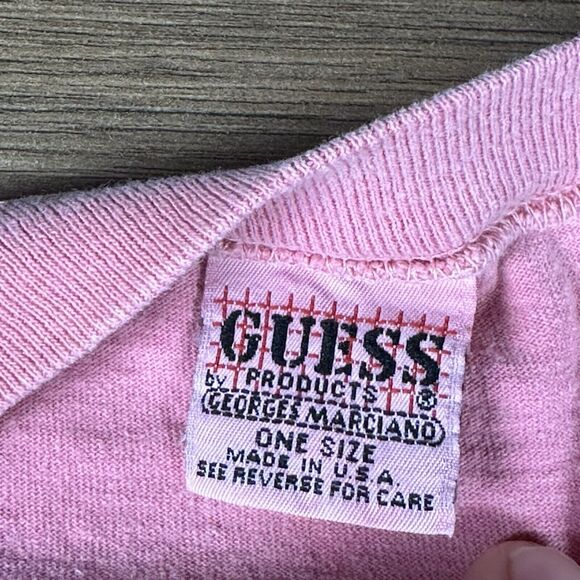 GUESS®
PRODUCTS
by GEORGES MARCIANO
ONE SIZE
MADE IN U.S.A.
SEE REVERSE FOR CARE